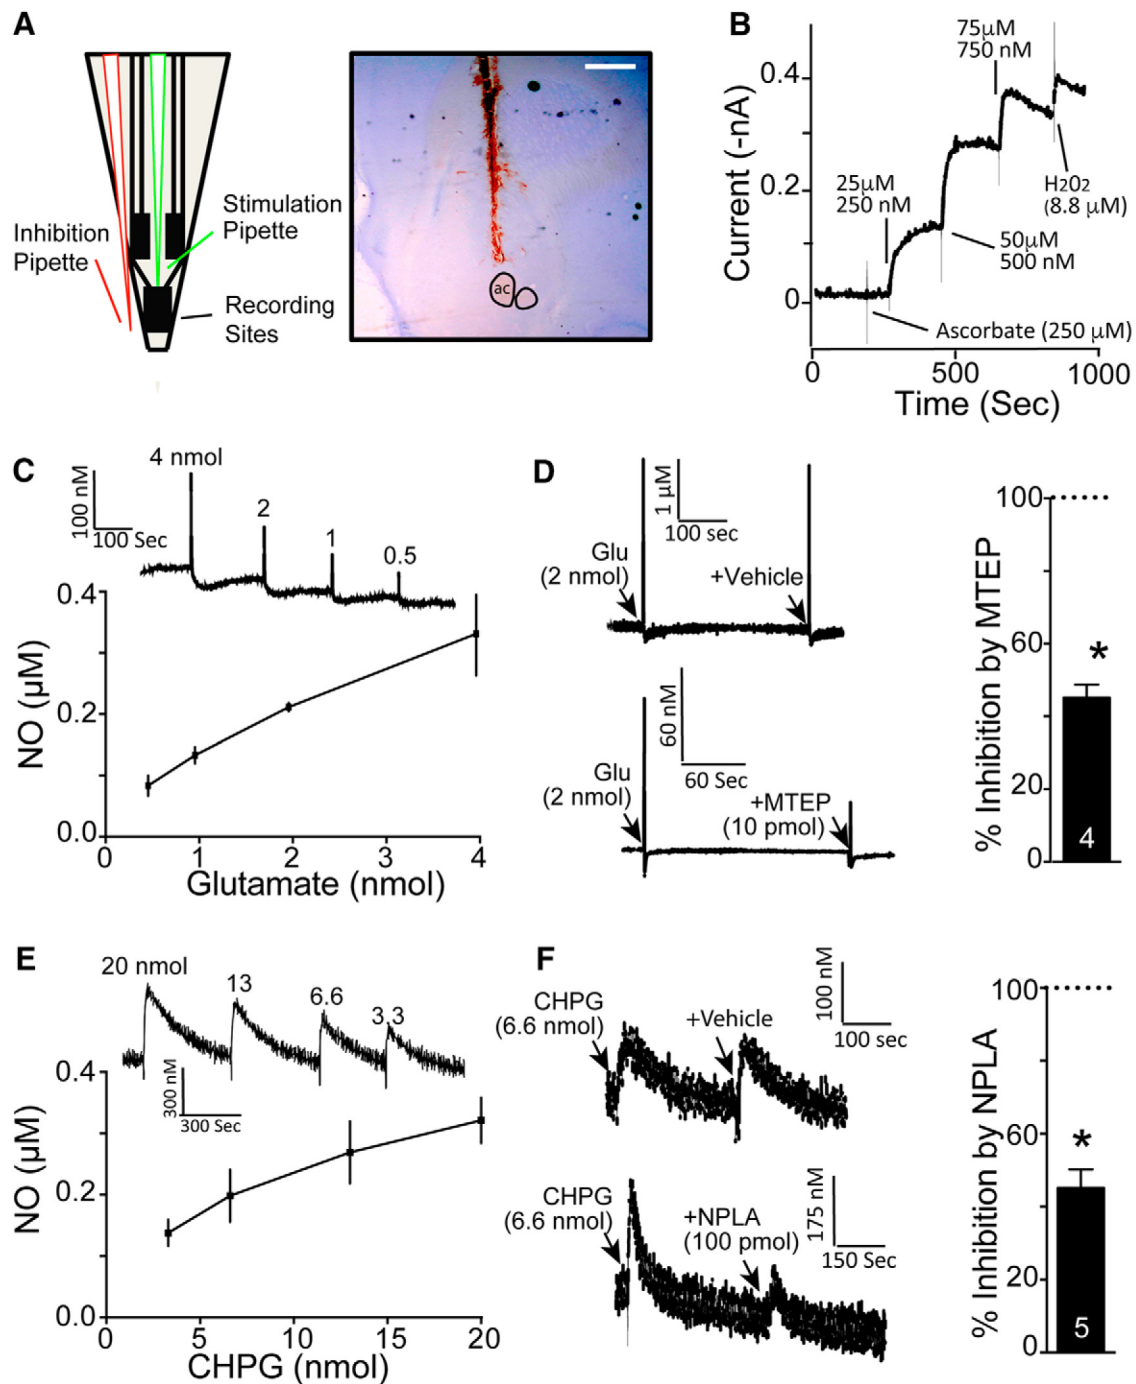 A
Inhibition
Pipette
Stimulation
Pipette
Recording
Sites
ac
B
Current (-nA)
0.4
0.2
0
25µM
250 nM
75µM
750 nM
50µM
500 nM
H2O2
(8.8 µM)
Ascorbate (250 µM)
0
500
1000
Time (Sec)
C
100 nM
100 Sec
4 nmol
2
1
0.5
NO (µM)
0.4
0.2
0.0
0
1
2
3
4
Glutamate (nmol)
D
1 µM
100 sec
Glu
(2 nmol)
+Vehicle
60 nM
60 Sec
Glu
(2 nmol)
+MTEP
(10 pmol)
% Inhibition by MTEP
100
60
20
0
*
4
E
20 nmol
13
6.6
3.3
300 nM
300 Sec
NO (µM)
0.4
0.2
0.0
0
5
10
15
20
CHPG (nmol)
F
CHPG
(6.6 nmol)
+Vehicle
100 nM
100 sec
CHPG
(6.6 nmol)
+NPLA
(100 pmol)
175 nM
150 Sec
% Inhibition by NPLA
100
60
20
0
*
5